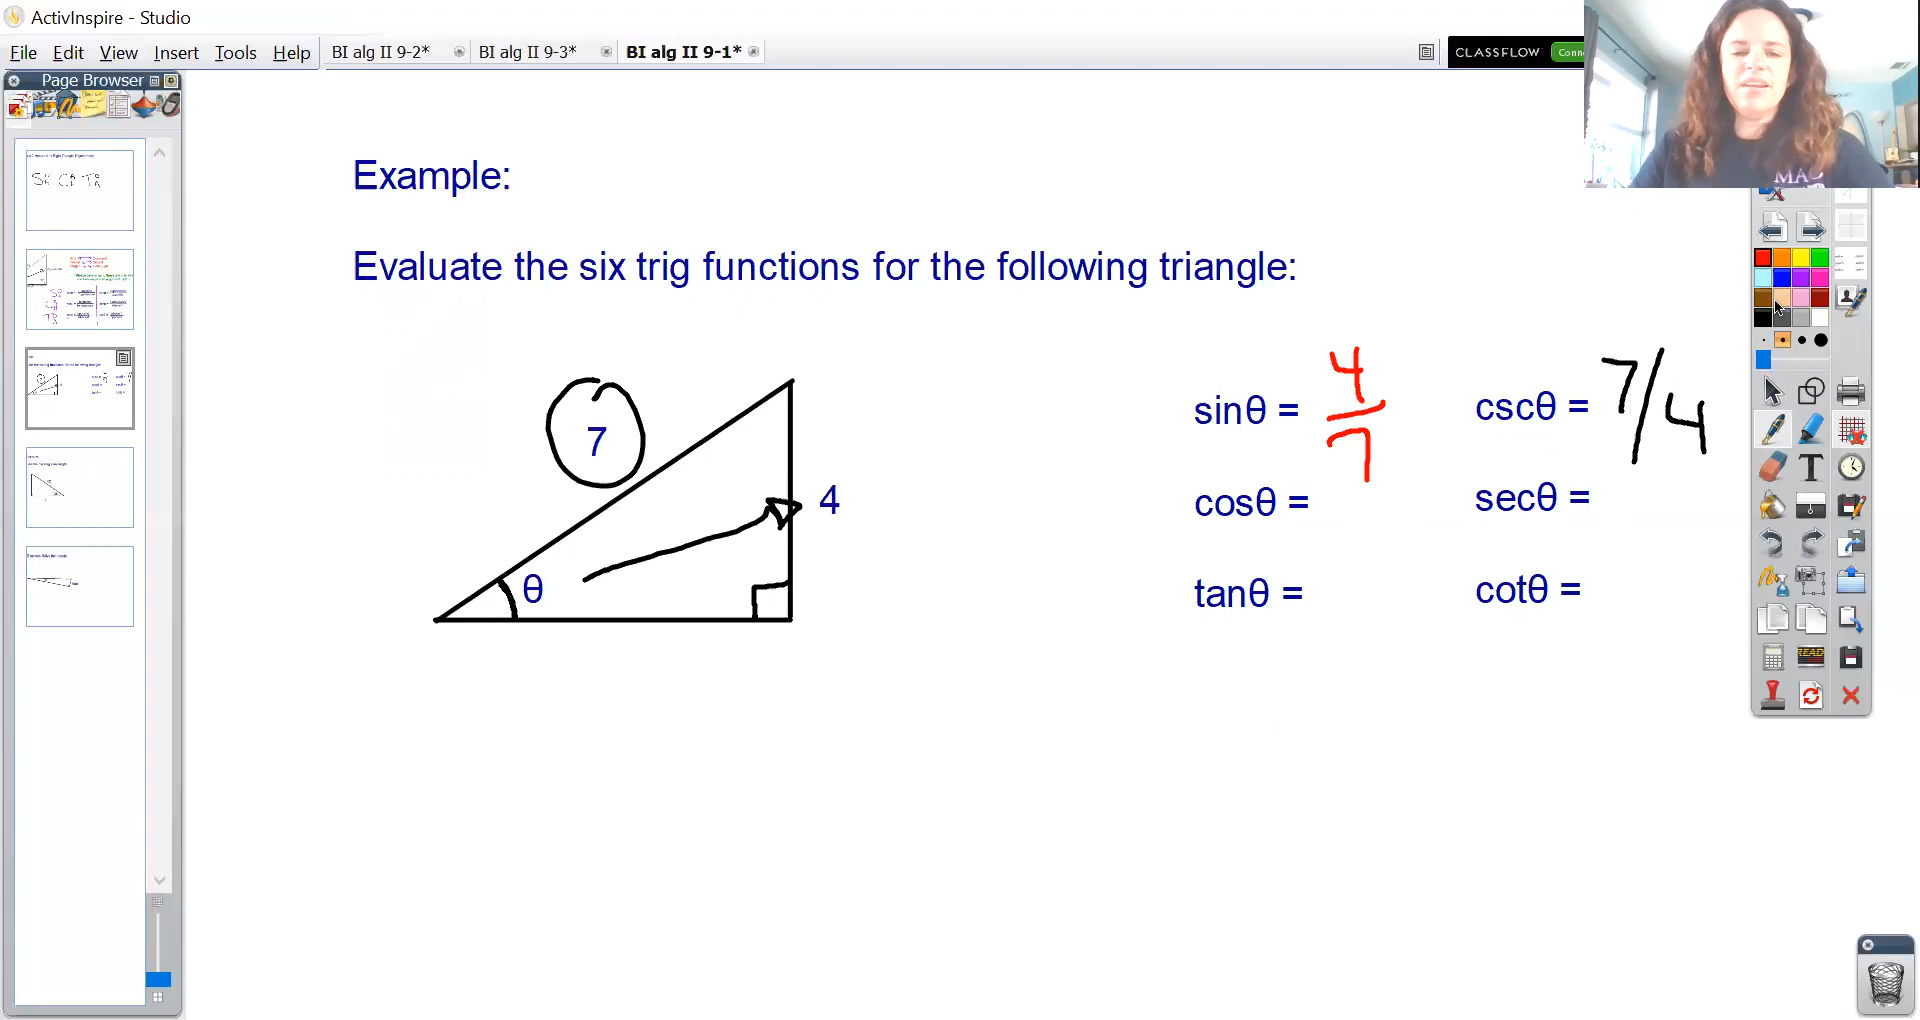 ActivInspire - Studio
File Edit View Insert Tools Help BI alg II 9-2* BI alg II 9-3* BI alg II 9-1* CLASSFLOW
Page Browser
Example:
Evaluate the six trig functions for the following triangle:
7
4
θ
sinθ = 4/7 cscθ = 7/4
cosθ = secθ =
tanθ = cotθ =
T
READ